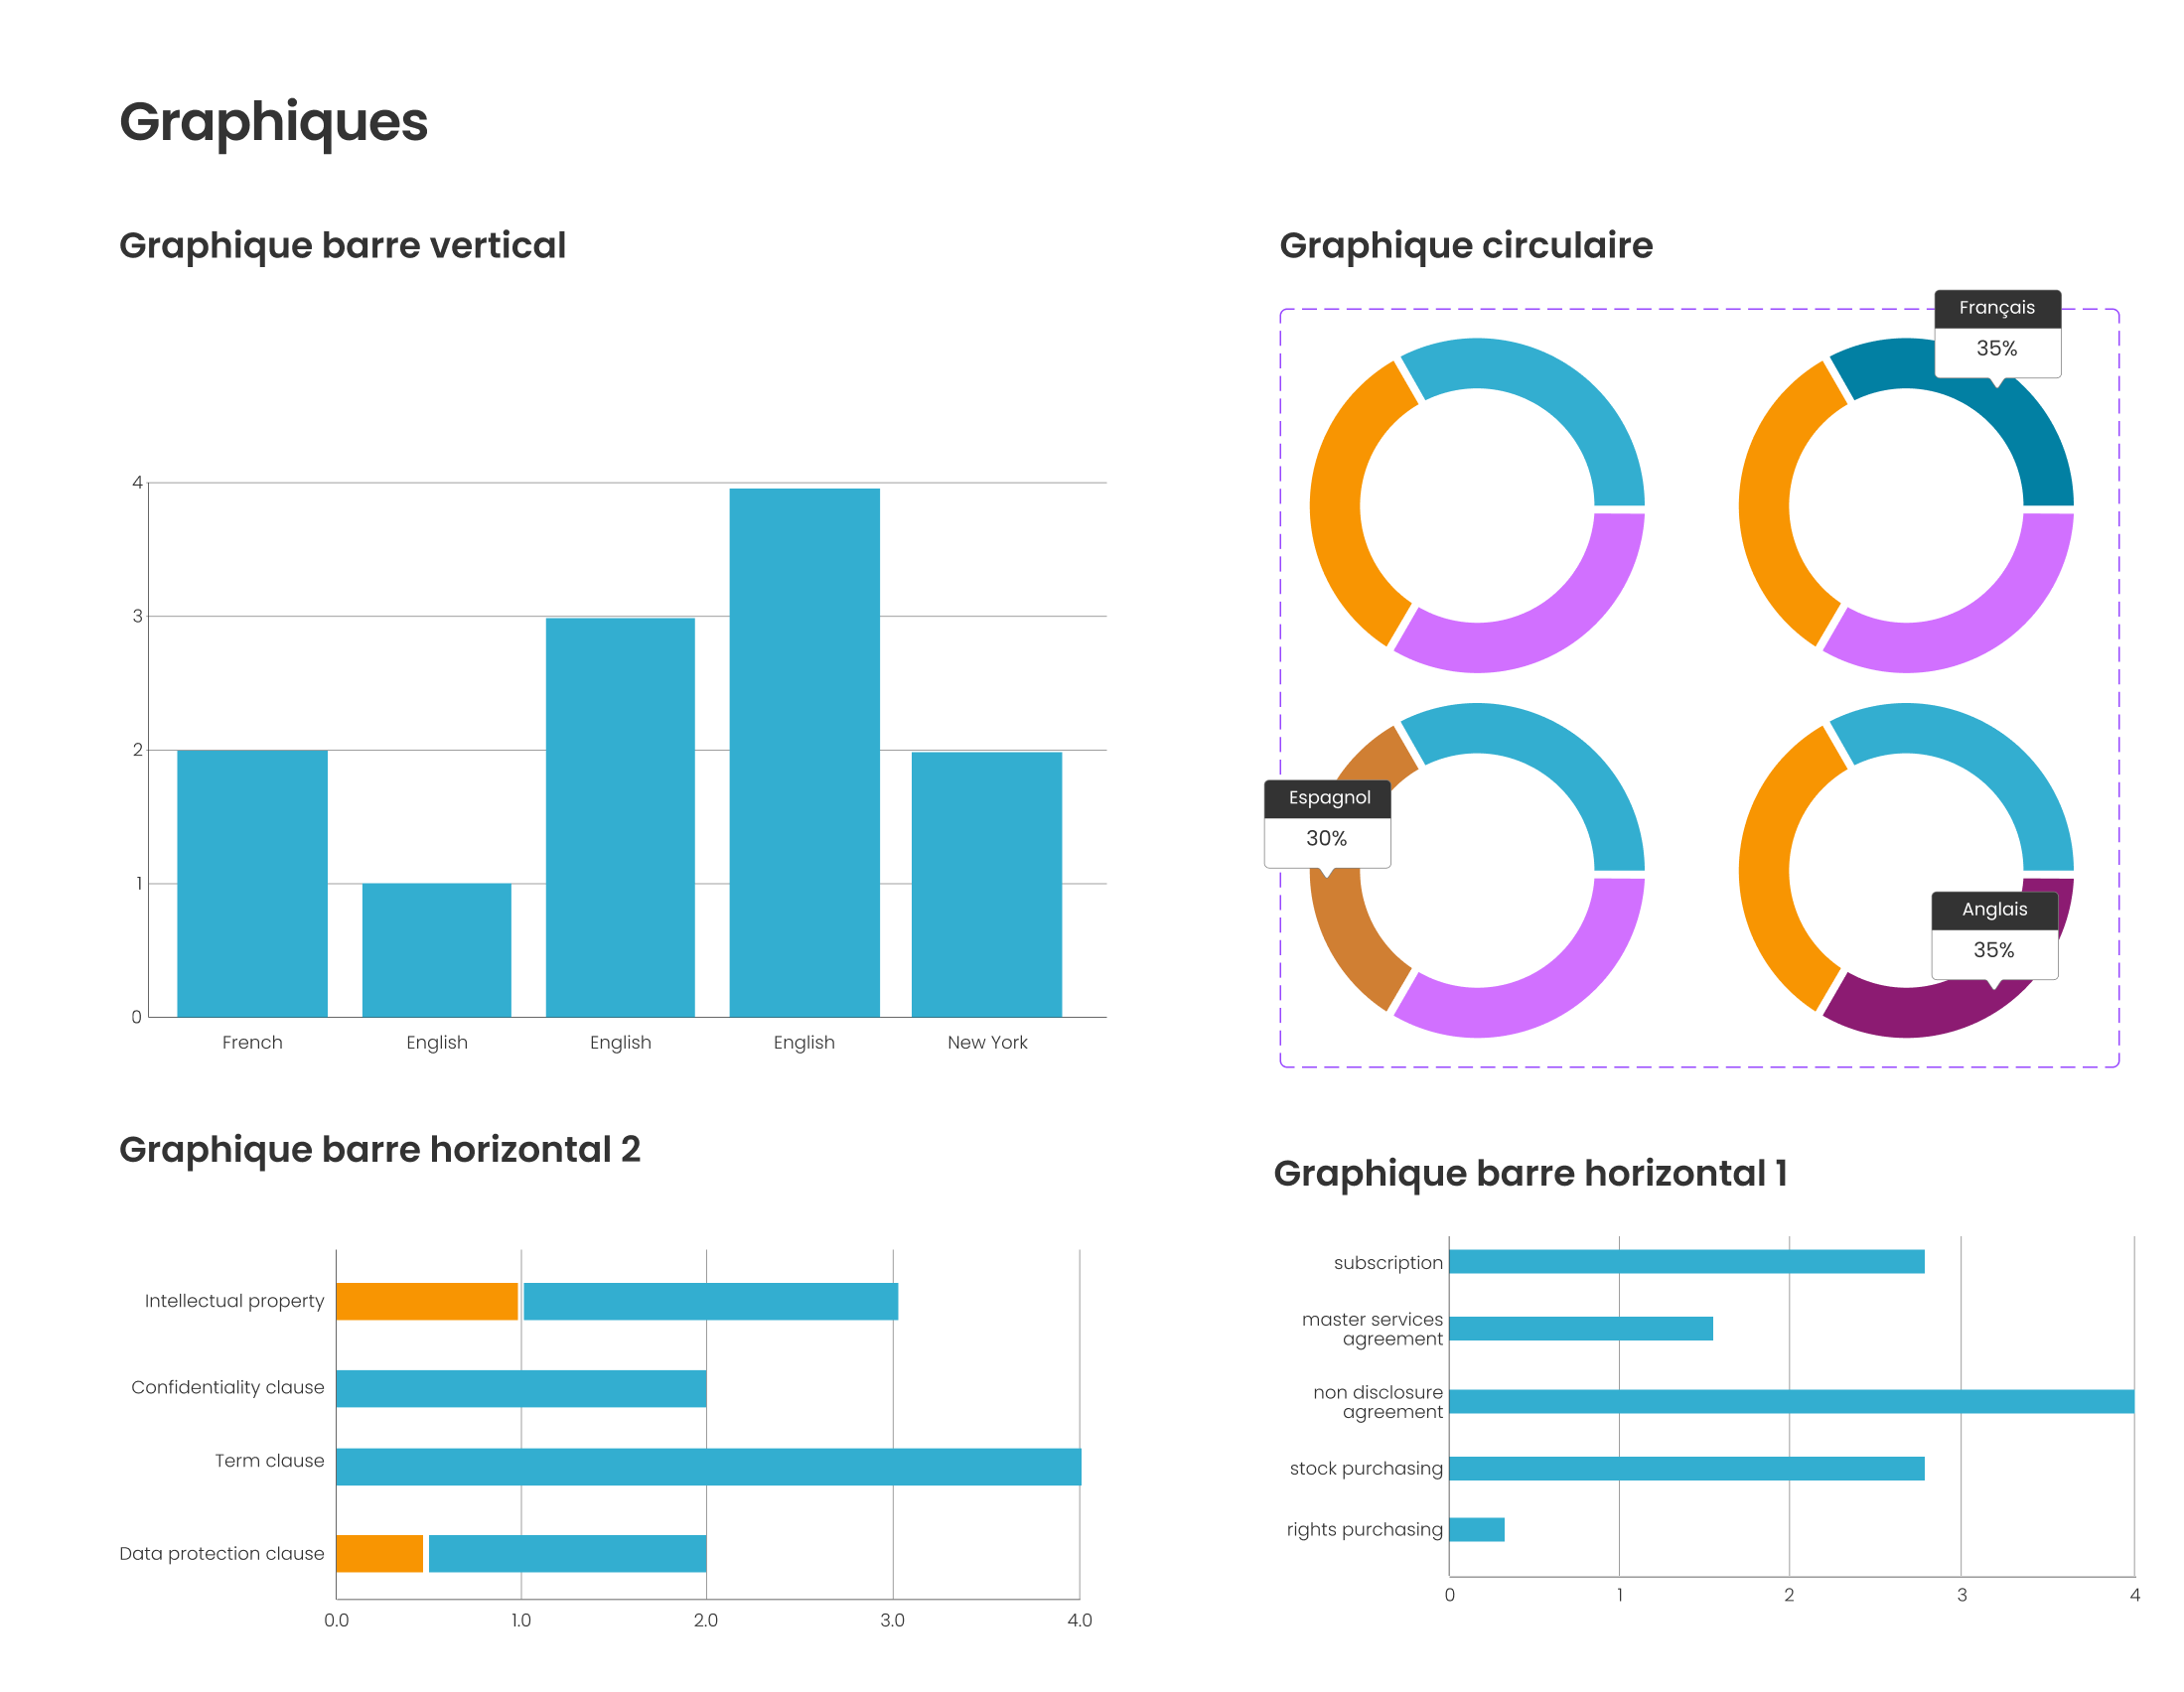 Graphiques
Graphique barre vertical
4
3
2
1
0
French English English English New York
Graphique circulaire
Français
35%
Espagnol
30%
Anglais
35%
Graphique barre horizontal 2
Intellectual property
Confidentiality clause
Term clause
Data protection clause
0.0 1.0 2.0 3.0 4.0
Graphique barre horizontal 1
subscription
master services
agreement
non disclosure
agreement
stock purchasing
rights purchasing
0 1 2 3 4